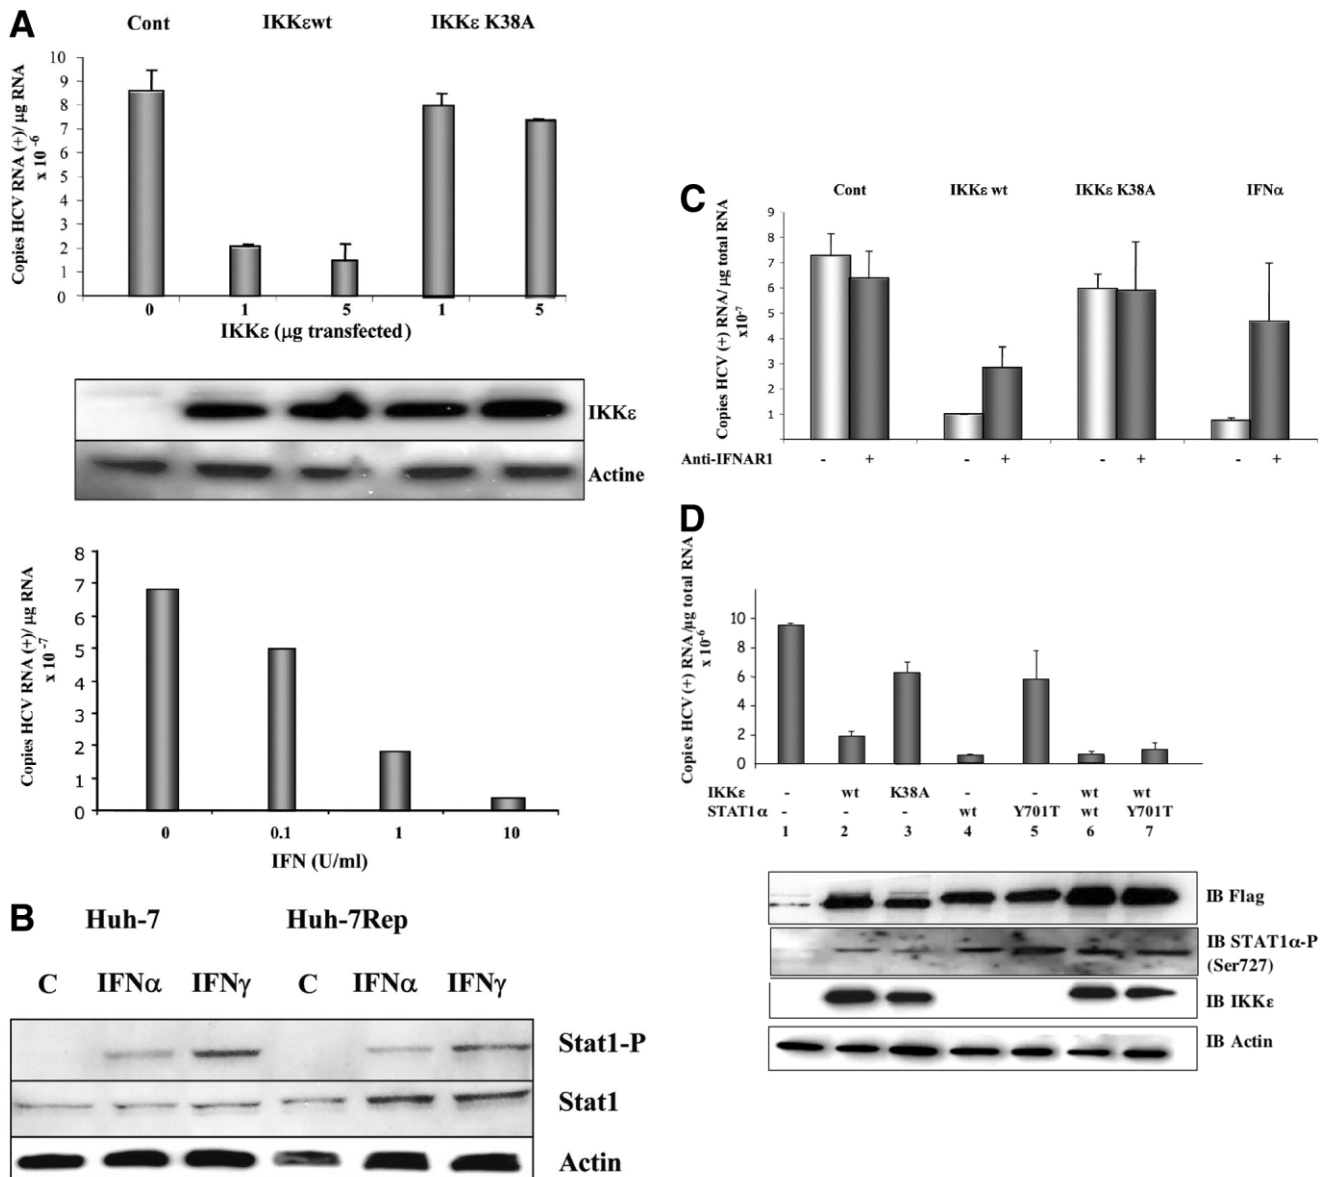 A
Cont IKKεwt IKKε K38A
Copies HCV RNA (+)/ µg RNA
x 10 -6
10
9
8
7
6
5
4
3
2
1
0
0 1 5 1 5
IKKε (µg transfected)
IKKε
Actine
Copies HCV RNA (+)/ µg RNA
x 10 -7
8
7
6
5
4
3
2
1
0
0 0.1 1 10
IFN (U/ml)
B
Huh-7 Huh-7Rep
C IFNα IFNγ C IFNα IFNγ
Stat1-P
Stat1
Actin
C
Cont IKKε wt IKKε K38A IFNα
Copies HCV (+) RNA/ µg total RNA
x10-7
9
8
7
6
5
4
3
2
1
Anti-IFNAR1 - + - + - + - +
D
Copies HCV (+) RNA /µg total RNA
x 10-6
10
8
6
4
2
0
IKKε - wt K38A - - wt wt
STAT1α - - - wt Y701T wt Y701T
1 2 3 4 5 6 7
IB Flag
IB STAT1α-P
(Ser727)
IB IKKε
IB Actin